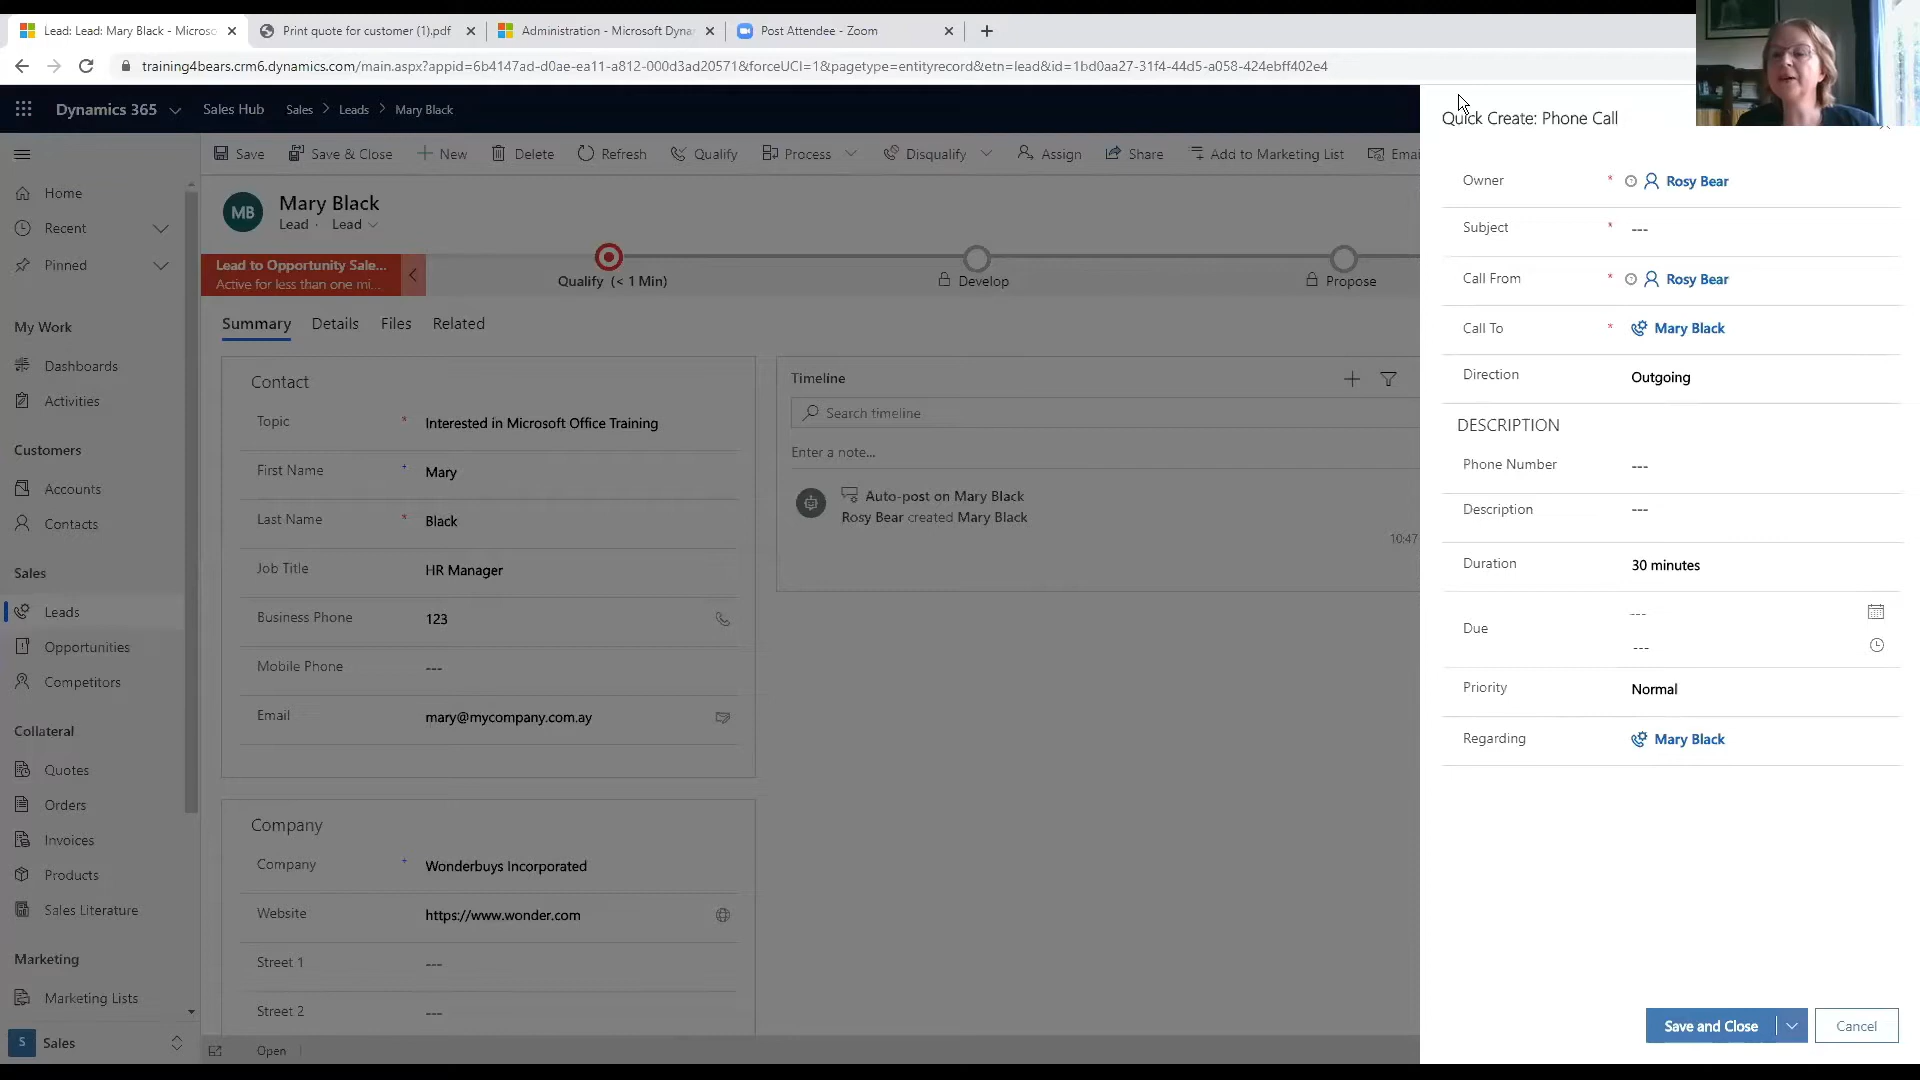 Lead: Lead: Mary Black - Microso
Print quote for customer (1).pdf
Administration - Microsoft Dyna
Post Attendee - Zoom
training4bears.crm6.dynamics.com/main.aspx?appid=6b4147ad-d0ae-ea11-a812-000d3ad20571&forceUCI=1&pagetype=entityrecord&etn=lead&id=1bd0aa27-31f4-44d5-a058-424ebff402e4
Dynamics 365
Sales Hub
Sales > Leads > Mary Black
Save
Save & Close
New
Delete
Refresh
Qualify
Process
Disqualify
Assign
Share
Add to Marketing List
Emai
Home
Recent
Pinned
My Work
Dashboards
Activities
Customers
Accounts
Contacts
Sales
Leads
Opportunities
Competitors
Collateral
Quotes
Orders
Invoices
Products
Sales Literature
Marketing
Marketing Lists
S Sales
MB
Mary Black
Lead · Lead
Lead to Opportunity Sale...
Active for less than one mi...
Qualify (< 1 Min)
Develop
Propose
Summary
Details
Files
Related
Contact
Topic * Interested in Microsoft Office Training
First Name + Mary
Last Name * Black
Job Title HR Manager
Business Phone 123
Mobile Phone ---
Email mary@mycompany.com.ay
Company
Company + Wonderbuys Incorporated
Website https://www.wonder.com
Street 1 ---
Street 2 ---
Timeline
Search timeline
Enter a note...
Auto-post on Mary Black
Rosy Bear created Mary Black
10:47
Open
Quick Create: Phone Call
Owner * Rosy Bear
Subject * ---
Call From * Rosy Bear
Call To * Mary Black
Direction Outgoing
DESCRIPTION
Phone Number ---
Description ---
Duration 30 minutes
Due ---
---
Priority Normal
Regarding Mary Black
Save and Close
Cancel